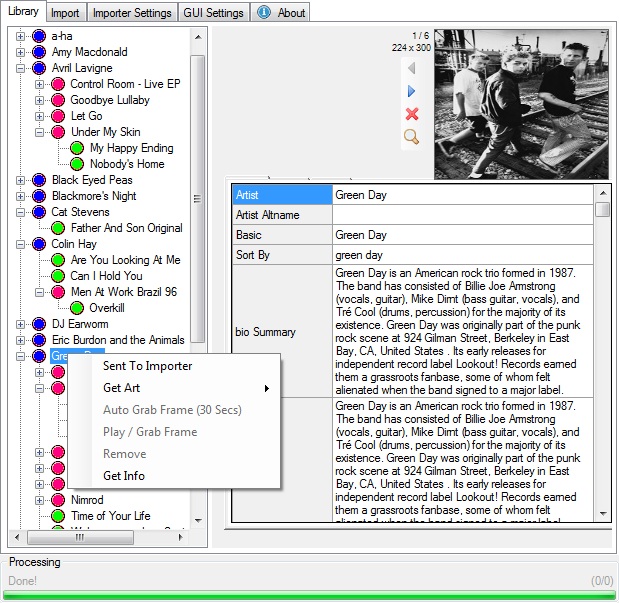 Library Import Importer Settings GUI Settings About
a-ha
Amy Macdonald
Avril Lavigne
Control Room - Live EP
Goodbye Lullaby
Let Go
Under My Skin
My Happy Ending
Nobody's Home
Black Eyed Peas
Blackmore's Night
Cat Stevens
Father And Son Original
Colin Hay
Are You Looking At Me
Can I Hold You
Men At Work Brazil 96
Overkill
DJ Earworm
Eric Burdon and the Animals
Nimrod
Time of Your Life
Sent To Importer
Get Art
Auto Grab Frame (30 Secs)
Play / Grab Frame
Remove
Get Info
1 / 6
224 x 300
Artist Green Day
Artist Altname
Basic Green Day
Sort By green day
bio Summary
Green Day is an American rock trio formed in 1987.
The band has consisted of Billie Joe Armstrong
(vocals, guitar), Mike Dirnt (bass guitar, vocals), and
Tré Cool (drums, percussion) for the majority of its
existence. Green Day was originally part of the punk
rock scene at 924 Gilman Street, Berkeley in East
Bay, CA, United States . Its early releases for
independent record label Lookout! Records earned
them a grassroots fanbase, some of whom felt
alienated when the band signed to a major label.
Green Day is an American rock trio formed in 1987.
The band has consisted of Billie Joe Armstrong
(vocals, guitar), Mike Dirnt (bass guitar, vocals), and
Tré Cool (drums, percussion) for the majority of its
existence. Green Day was originally part of the punk
rock scene at 924 Gilman Street, Berkeley in East
Bay, CA, United States . Its early releases for
independent record label Lookout! Records earned
them a grassroots fanbase, some of whom felt
alienated when the band signed to a major label.
Processing
Done! (0/0)